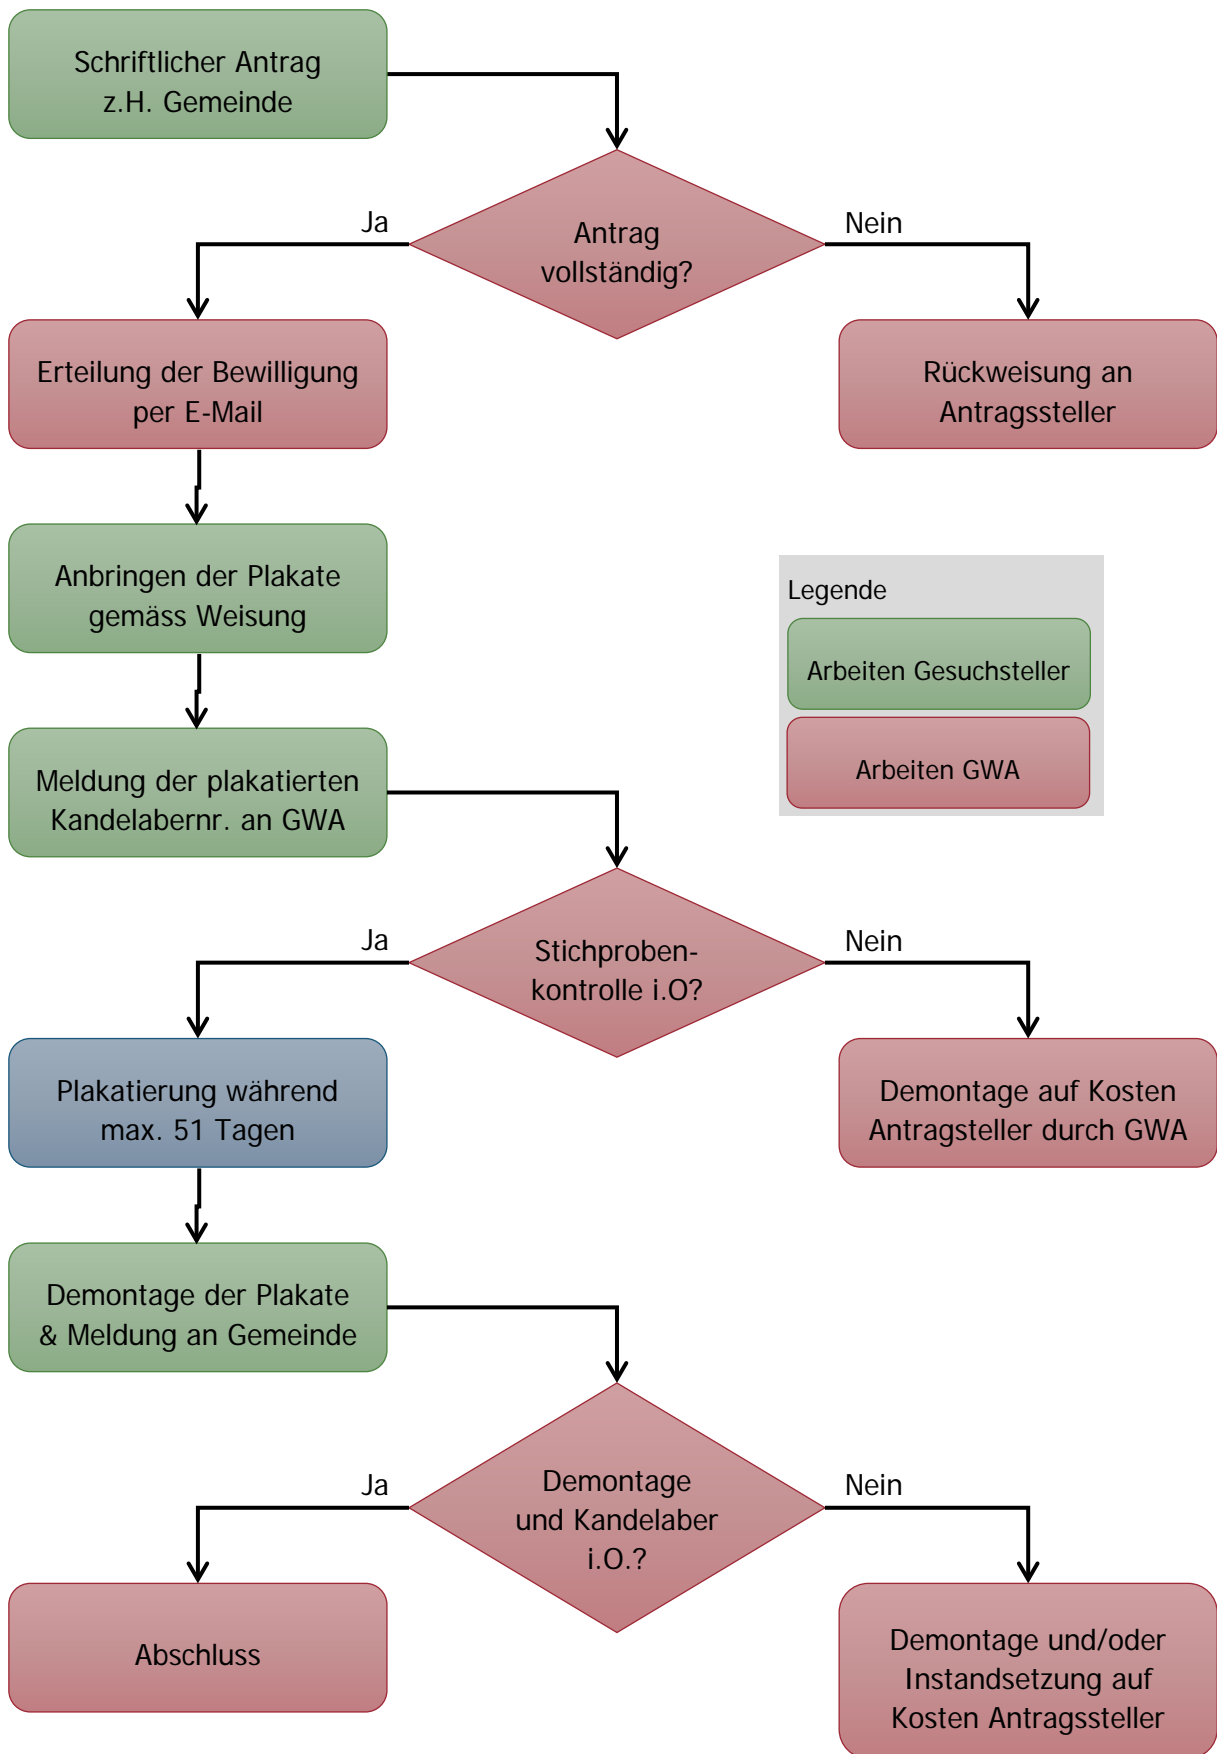 Schriftlicher Antrag
z.H. Gemeinde
Ja
Nein
Antrag
vollständig?
Erteilung der Bewilligung
per E-Mail
Rückweisung an
Antragssteller
Anbringen der Plakate
gemäss Weisung
Legende
Arbeiten Gesuchsteller
Arbeiten GWA
Meldung der plakatierten
Kandelabernr. an GWA
Ja
Nein
Stichproben-
kontrolle i.O?
Plakatierung während
max. 51 Tagen
Demontage auf Kosten
Antragsteller durch GWA
Demontage der Plakate
& Meldung an Gemeinde
Ja
Nein
Demontage
und Kandelaber
i.O.?
Abschluss
Demontage und/oder
Instandsetzung auf
Kosten Antragssteller